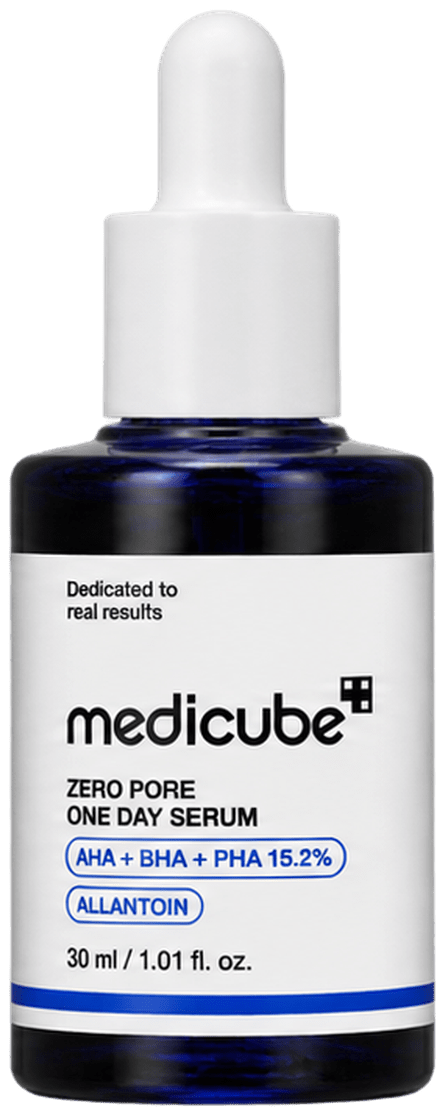 Dedicated to
real results
medicube
ZERO PORE
ONE DAY SERUM
AHA + BHA + PHA 15.2%
ALLANTOIN
30 ml / 1.01 fl. oz.